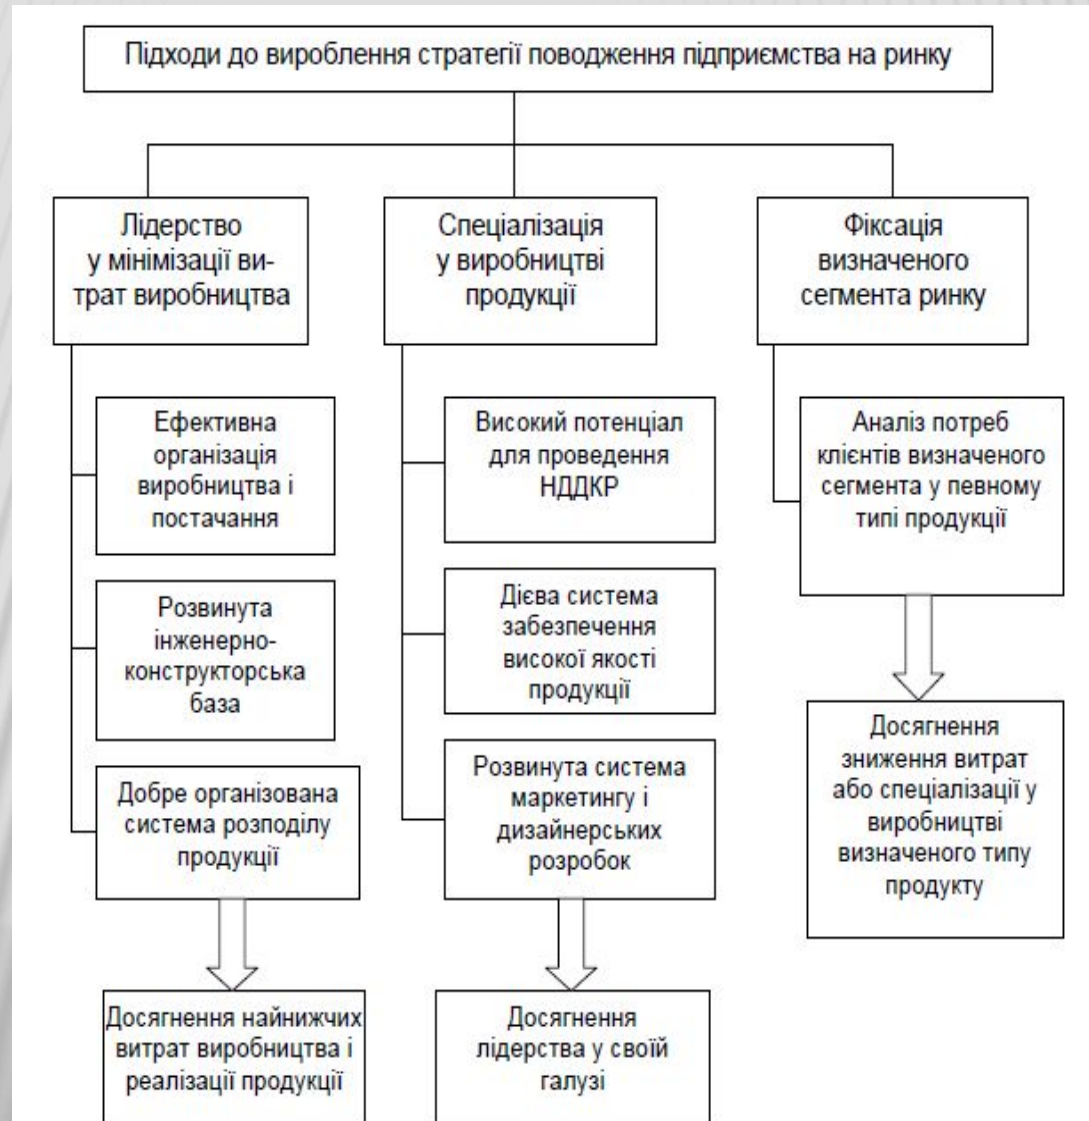 Підходи до вироблення стратегії поводження підприємства на ринку
Лідерство
у мінімізації ви-
трат виробництва
Ефективна
організація
виробництва і
постачання
Розвинута
інженерно-
конструкторська
база
Добре організована
система розподілу
продукції
Досягнення найнижчих
витрат виробництва і
реалізації продукції
Спеціалізація
у виробництві
продукції
Високий потенціал
для проведення
НДДКР
Дієва система
забезпечення
високої якості
продукції
Розвинута система
маркетингу і
дизайнерських
розробок
Досягнення
лідерства у своїй
галузі
Фіксація
визначеного
сегмента ринку
Аналіз потреб
клієнтів визначеного
сегмента у певному
типі продукції
Досягнення
зниження витрат
або спеціалізації у
виробництві
визначеного типу
продукту